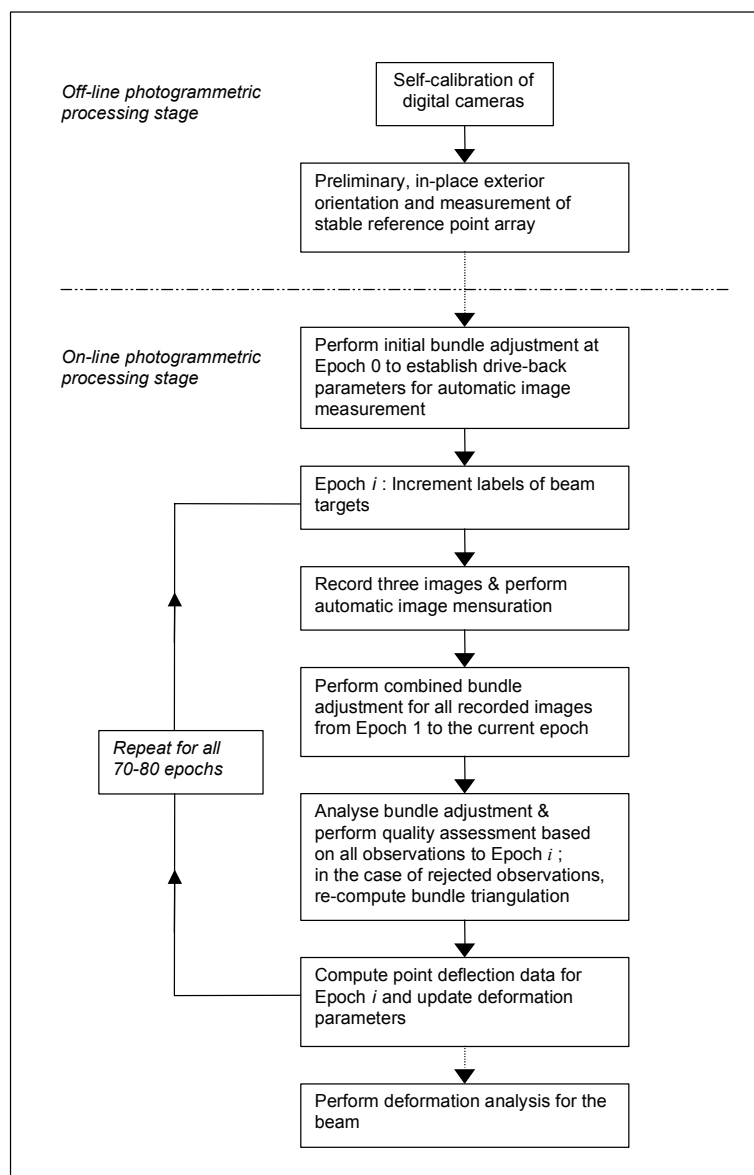 Off-line photogrammetric
processing stage
Self-calibration of
digital cameras
Preliminary, in-place exterior
orientation and measurement of
stable reference point array
On-line photogrammetric
processing stage
Perform initial bundle adjustment at
Epoch 0 to establish drive-back
parameters for automatic image
measurement
Epoch i : Increment labels of beam
targets
Record three images & perform
automatic image mensuration
Perform combined bundle
adjustment for all recorded images
from Epoch 1 to the current epoch
Repeat for all
70-80 epochs
Analyse bundle adjustment &
perform quality assessment based
on all observations to Epoch i ;
in the case of rejected observations,
re-compute bundle triangulation
Compute point deflection data for
Epoch i and update deformation
parameters
Perform deformation analysis for the
beam